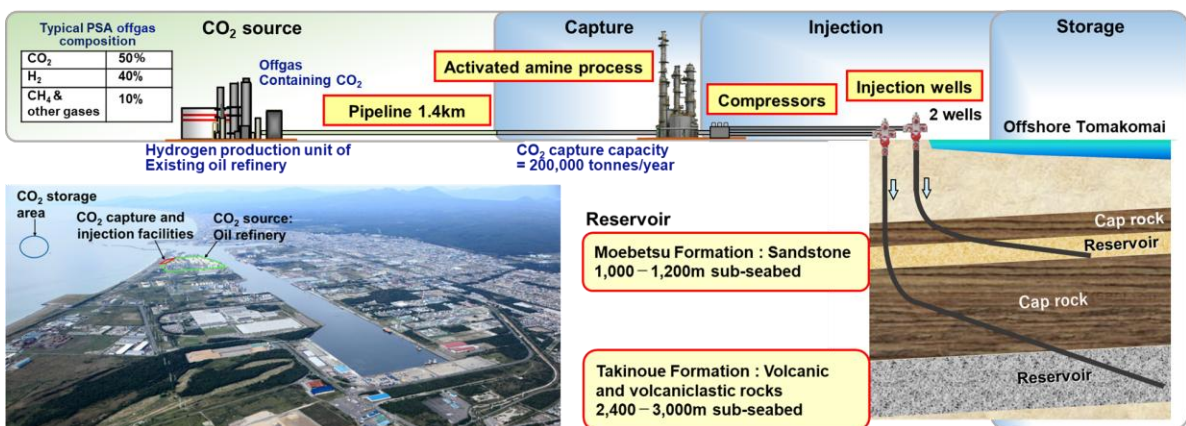 Typical PSA offgas
composition
CO₂ 50%
H₂ 40%
CH₄ &
other gases 10%
CO₂ source
Offgas
Containing CO₂
Pipeline 1.4km
Hydrogen production unit of
Existing oil refinery
Capture
Activated amine process
CO₂ capture capacity
= 200,000 tonnes/year
Injection
Compressors
Injection wells
2 wells
Storage
Offshore Tomakomai
CO₂ storage
area
CO₂ capture and
injection facilities
CO₂ source:
Oil refinery
Reservoir
Moebetsu Formation : Sandstone
1,000－1,200m sub-seabed
Takinoue Formation : Volcanic
and volcaniclastic rocks
2,400－3,000m sub-seabed
Cap rock
Reservoir
Cap rock
Reservoir